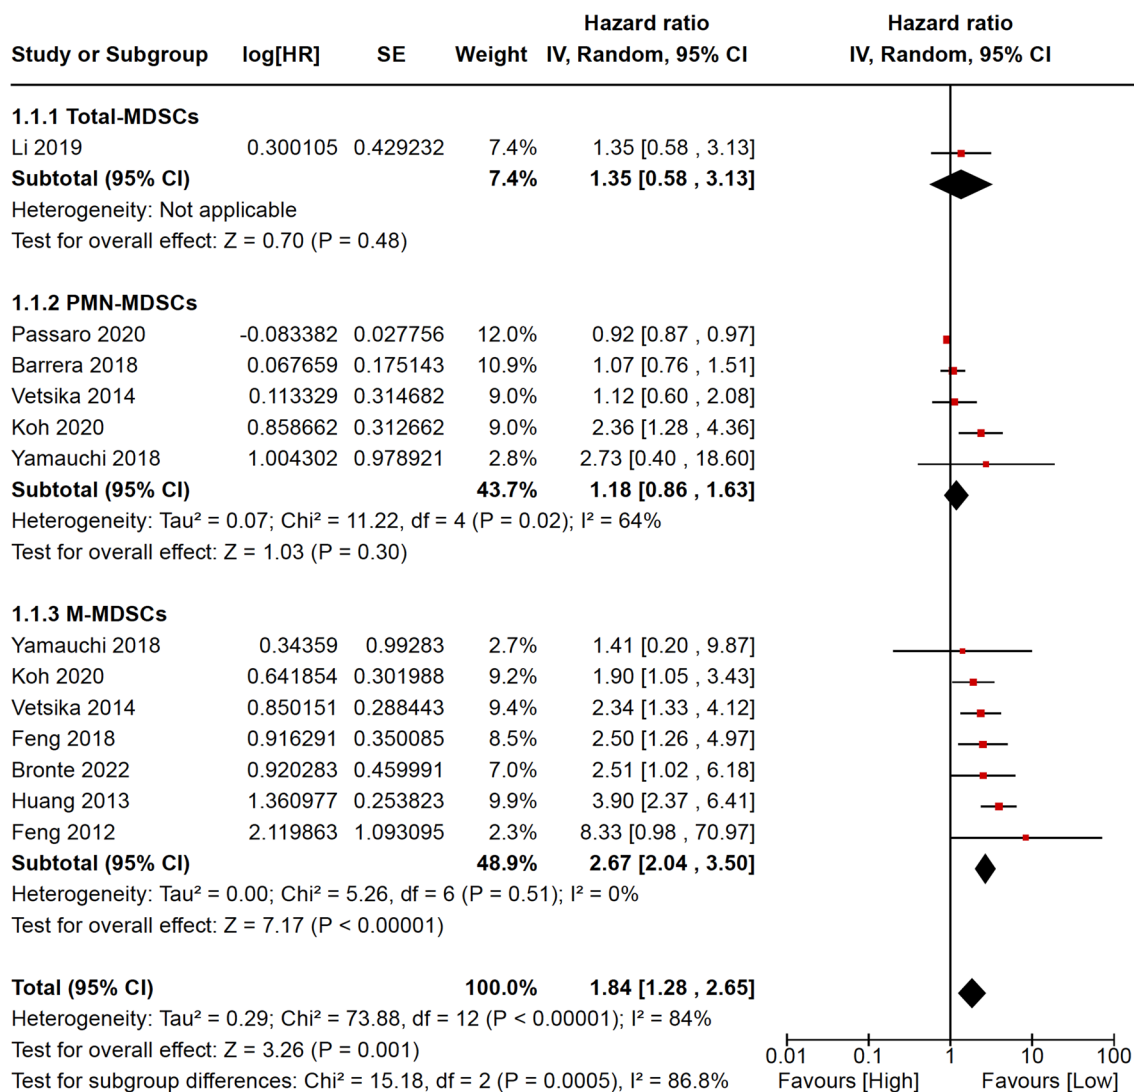 Hazard ratio Hazard ratio
Study or Subgroup log[HR] SE Weight IV, Random, 95% CI IV, Random, 95% CI
1.1.1 Total-MDSCs
Li 2019 0.300105 0.429232 7.4% 1.35 [0.58 , 3.13]
Subtotal (95% CI) 7.4% 1.35 [0.58 , 3.13]
Heterogeneity: Not applicable
Test for overall effect: Z = 0.70 (P = 0.48)
1.1.2 PMN-MDSCs
Passaro 2020 -0.083382 0.027756 12.0% 0.92 [0.87 , 0.97]
Barrera 2018 0.067659 0.175143 10.9% 1.07 [0.76 , 1.51]
Vetsika 2014 0.113329 0.314682 9.0% 1.12 [0.60 , 2.08]
Koh 2020 0.858662 0.312662 9.0% 2.36 [1.28 , 4.36]
Yamauchi 2018 1.004302 0.978921 2.8% 2.73 [0.40 , 18.60]
Subtotal (95% CI) 43.7% 1.18 [0.86 , 1.63]
Heterogeneity: Tau² = 0.07; Chi² = 11.22, df = 4 (P = 0.02); I² = 64%
Test for overall effect: Z = 1.03 (P = 0.30)
1.1.3 M-MDSCs
Yamauchi 2018 0.34359 0.99283 2.7% 1.41 [0.20 , 9.87]
Koh 2020 0.641854 0.301988 9.2% 1.90 [1.05 , 3.43]
Vetsika 2014 0.850151 0.288443 9.4% 2.34 [1.33 , 4.12]
Feng 2018 0.916291 0.350085 8.5% 2.50 [1.26 , 4.97]
Bronte 2022 0.920283 0.459991 7.0% 2.51 [1.02 , 6.18]
Huang 2013 1.360977 0.253823 9.9% 3.90 [2.37 , 6.41]
Feng 2012 2.119863 1.093095 2.3% 8.33 [0.98 , 70.97]
Subtotal (95% CI) 48.9% 2.67 [2.04 , 3.50]
Heterogeneity: Tau² = 0.00; Chi² = 5.26, df = 6 (P = 0.51); I² = 0%
Test for overall effect: Z = 7.17 (P < 0.00001)
Total (95% CI) 100.0% 1.84 [1.28 , 2.65]
Heterogeneity: Tau² = 0.29; Chi² = 73.88, df = 12 (P < 0.00001); I² = 84%
Test for overall effect: Z = 3.26 (P = 0.001)
0.01 0.1 1 10 100
Test for subgroup differences: Chi² = 15.18, df = 2 (P = 0.0005), I² = 86.8% Favours [High] Favours [Low]